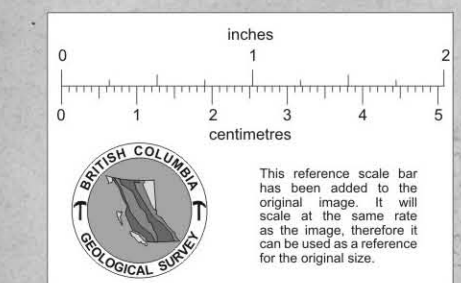 inches
0 1 2
0 1 2 3 4 5
centimetres
BRITISH COLUMBIA
GEOLOGICAL SURVEY
This reference scale bar
has been added to the
original image. It will
scale at the same rate
as the image, therefore it
can be used as a reference
for the original size.